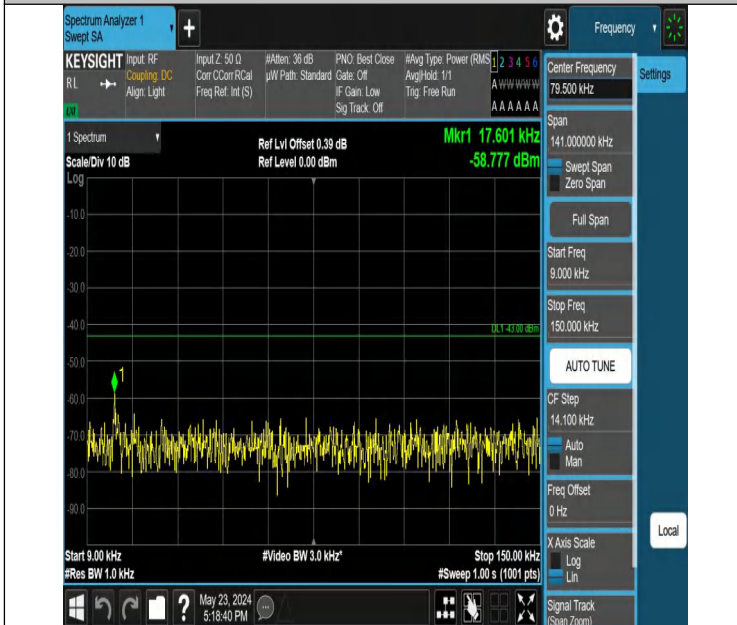 Spectrum Analyzer 1
Swept SA
+
Frequency
KEYSIGHT
RL
LXI
Input: RF
Coupling: DC
Align: Light
Input Z: 50 Ω
Corr CCorr RCal
Freq Ref: Int (S)
#Atten: 36 dB
µW Path: Standard
PNO: Best Close
Gate: Off
IF Gain: Low
Sig Track: Off
#Avg Type: Power (RMS
Avg|Hold: 1/1
Trig: Free Run
1 2 3 4 5 6
A W W W W W
A A A A A A
Center Frequency
79.500 kHz
Settings
Span
141.000000 kHz
Swept Span
Zero Span
Full Span
Start Freq
9.000 kHz
Stop Freq
150.000 kHz
AUTO TUNE
CF Step
14.100 kHz
Auto
Man
Freq Offset
0 Hz
X Axis Scale
Log
Lin
Signal Track
(Span Zoom)
Local
1 Spectrum
Scale/Div 10 dB
Log
Ref Lvl Offset 0.39 dB
Ref Level 0.00 dBm
Mkr1 17.601 kHz
-58.777 dBm
-10.0
-20.0
-30.0
-40.0
DL1 -43.00 dBm
-50.0
1
-60.0
-70.0
-80.0
-90.0
Start 9.00 kHz
#Video BW 3.0 kHz*
Stop 150.00 kHz
#Res BW 1.0 kHz
#Sweep 1.00 s (1001 pts)
?
May 23, 2024
5:18:40 PM